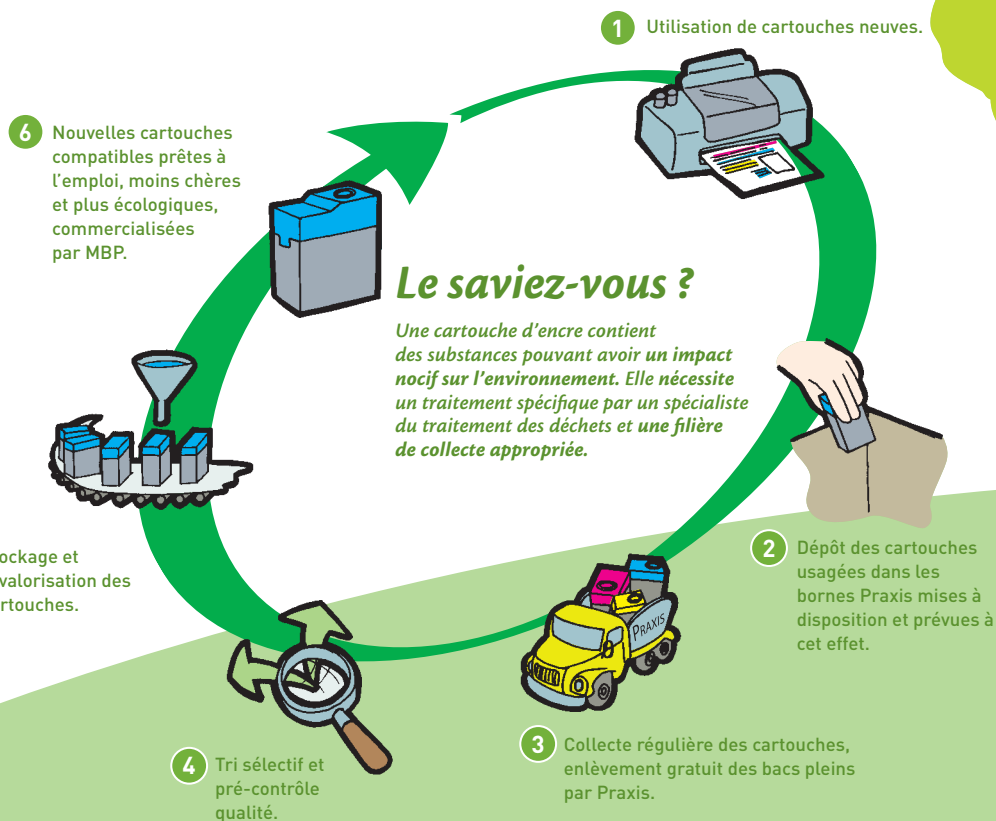 1 Utilisation de cartouches neuves.
6 Nouvelles cartouches
compatibles prêtes à
l'emploi, moins chères
et plus écologiques,
commercialisées
par MBP.
Le saviez-vous ?
Une cartouche d'encre contient
des substances pouvant avoir un impact
nocif sur l'environnement. Elle nécessite
un traitement spécifique par un spécialiste
du traitement des déchets et une filière
de collecte appropriée.
2 Dépôt des cartouches
usagées dans les
bornes Praxis mises à
disposition et prévues à
cet effet.
PRAXIS
3 Collecte régulière des cartouches,
enlèvement gratuit des bacs pleins
par Praxis.
4 Tri sélectif et
pré-contrôle
qualité.
ockage et
valorisation des
rtouches.